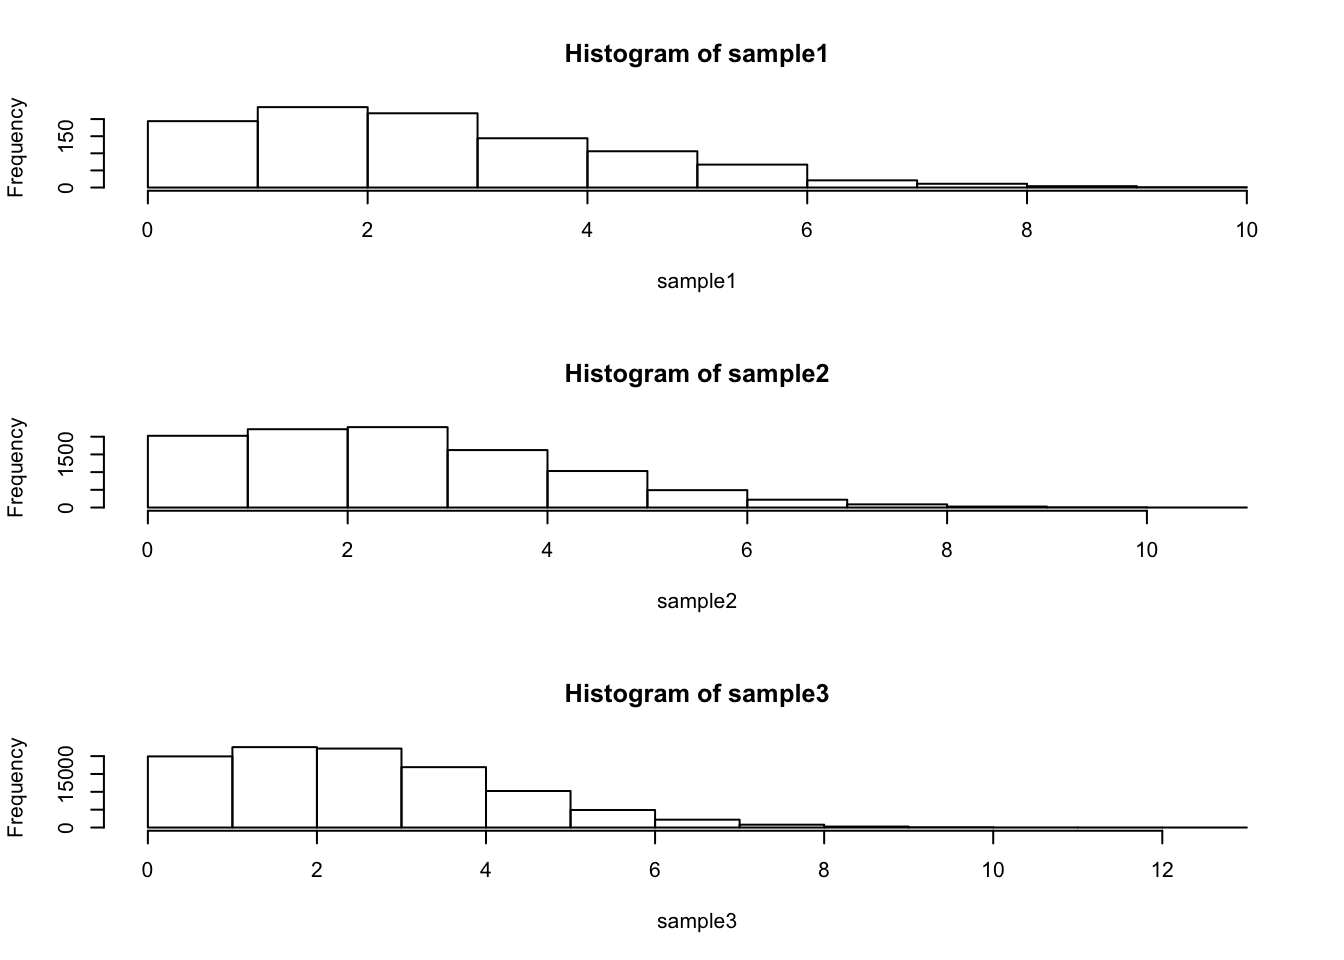 Histogram of sample1
Frequency
150
0
0 2 4 6 8 10
sample1
Histogram of sample2
Frequency
1500
0
0 2 4 6 8 10
sample2
Histogram of sample3
Frequency
15000
0
0 2 4 6 8 10 12
sample3